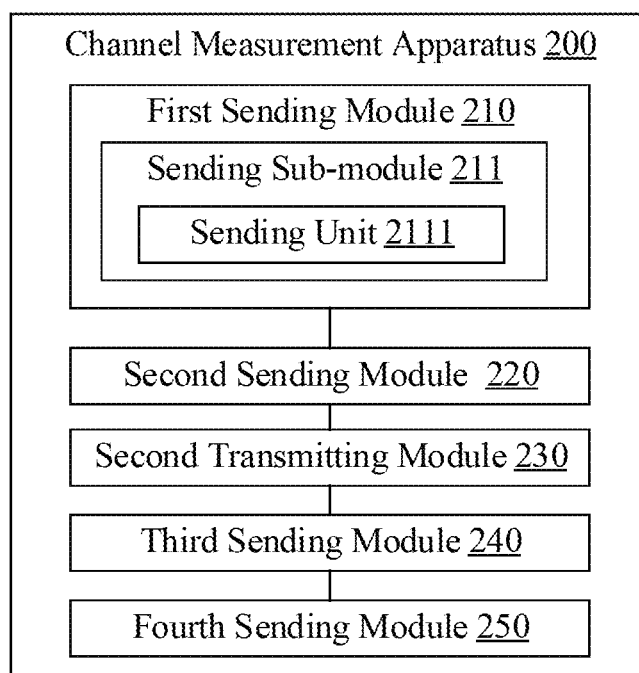 Channel Measurement Apparatus 200
First Sending Module 210
Sending Sub-module 211
Sending Unit 2111
Second Sending Module 220
Second Transmitting Module 230
Third Sending Module 240
Fourth Sending Module 250